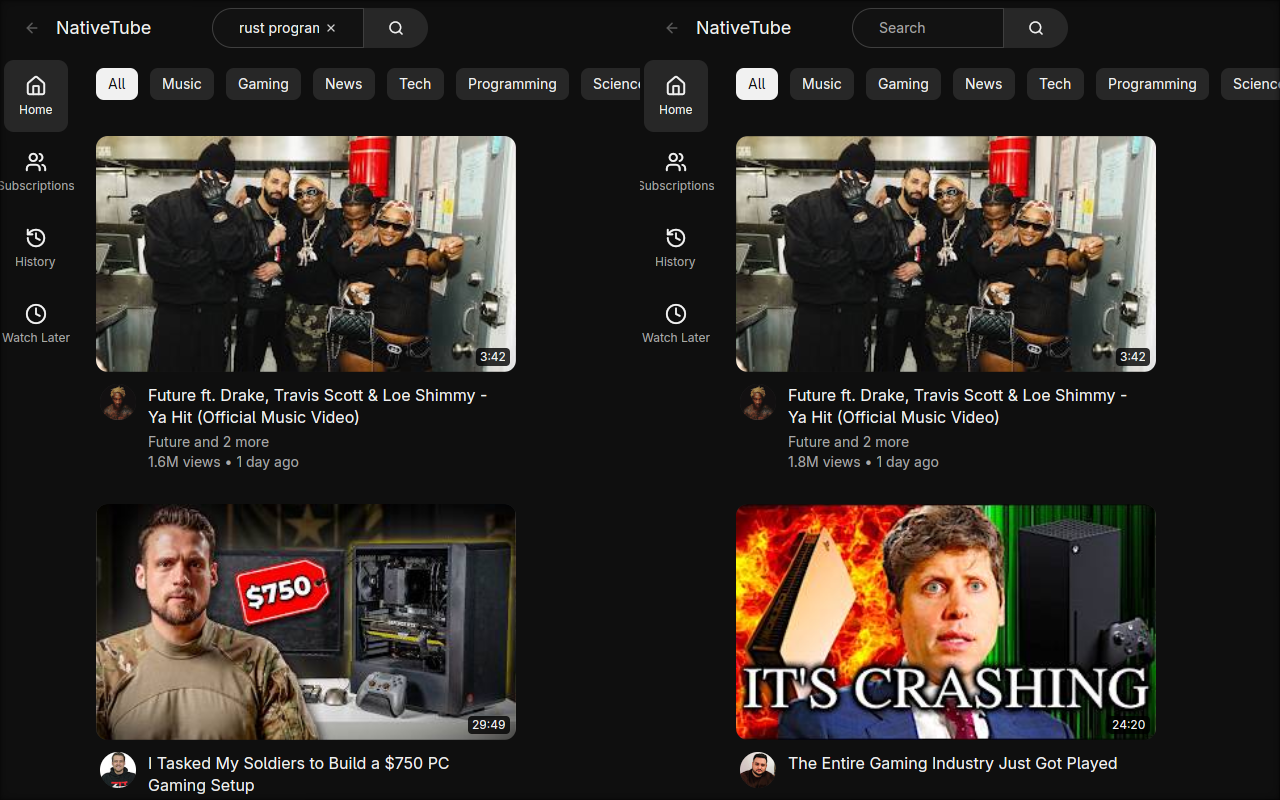 NativeTube
rust progran
All
Music
Gaming
News
Tech
Programming
Home
Subscriptions
History
Watch Later
3:42
Future ft. Drake, Travis Scott & Loe Shimmy -
Ya Hit (Official Music Video)
Future and 2 more
1.6M views • 1 day ago
$750
29:49
I Tasked My Soldiers to Build a $750 PC
Gaming Setup
NativeTube
Search
All
Music
Gaming
News
Tech
Programming
Home
Subscriptions
History
Watch Later
3:42
Future ft. Drake, Travis Scott & Loe Shimmy -
Ya Hit (Official Music Video)
Future and 2 more
1.8M views • 1 day ago
IT'S CRASHING
24:20
The Entire Gaming Industry Just Got Played